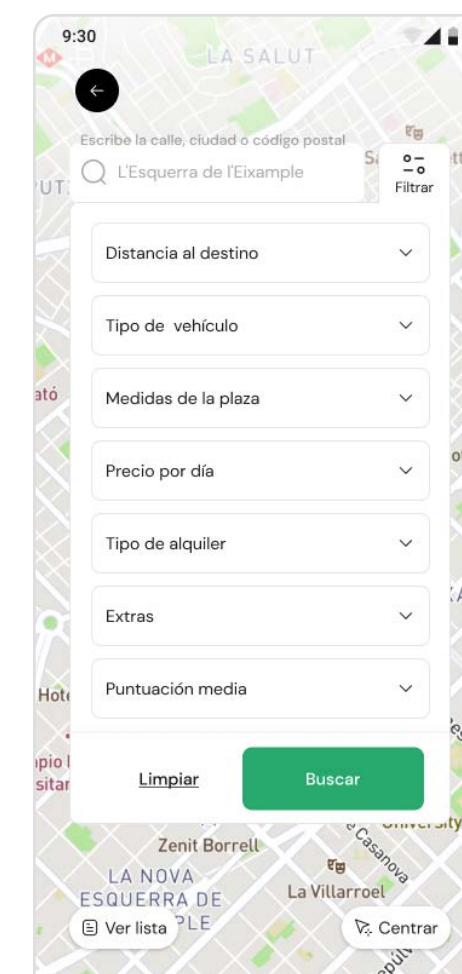 9:30
LA SALUT
Escribe la calle, ciudad o código postal
L'Esquerra de l'Eixample
Filtrar
Distancia al destino
Tipo de vehículo
Medidas de la plaza
Precio por día
Tipo de alquiler
Extras
Puntuación media
Limpiar
Buscar
Zenit Borrell
Casanova
LA NOVA
ESQUERRA DE
La Villarroel
Ver lista
Centrar